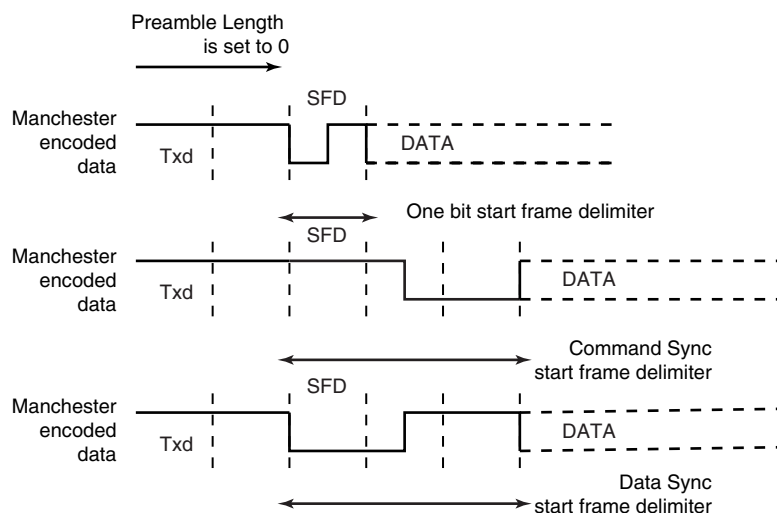 Preamble Length
is set to 0
SFD
Manchester
encoded
data
Txd
DATA
One bit start frame delimiter
SFD
Manchester
encoded
data
Txd
DATA
Command Sync
start frame delimiter
SFD
Manchester
encoded
data
Txd
DATA
Data Sync
start frame delimiter